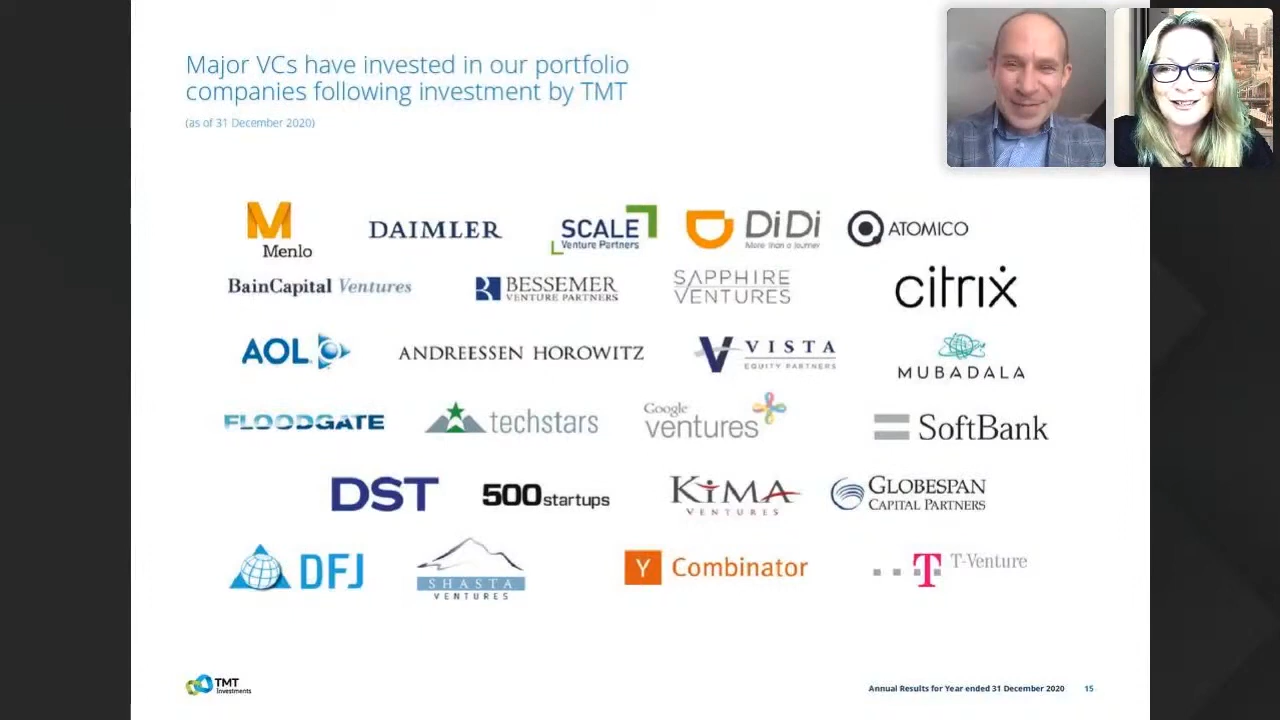 Major VCs have invested in our portfolio
companies following investment by TMT
(as of 31 December 2020)
Menlo
DAIMLER
SCALE
Venture Partners
DiDi
More than a journey
ATOMICO
BainCapital Ventures
BESSEMER
VENTURE PARTNERS
SAPPHIRE
VENTURES
citrix
AOL
ANDREESSEN HOROWITZ
VISTA
EQUITY PARTNERS
MUBADALA
FLOODGATE
techstars
Google
ventures
SoftBank
DST
500startups
KIMA
VENTURES
GLOBESPAN
CAPITAL PARTNERS
DFJ
SHASTA
VENTURES
Y Combinator
T T-Venture
TMT
Investments
Annual Results for Year ended 31 December 2020 15